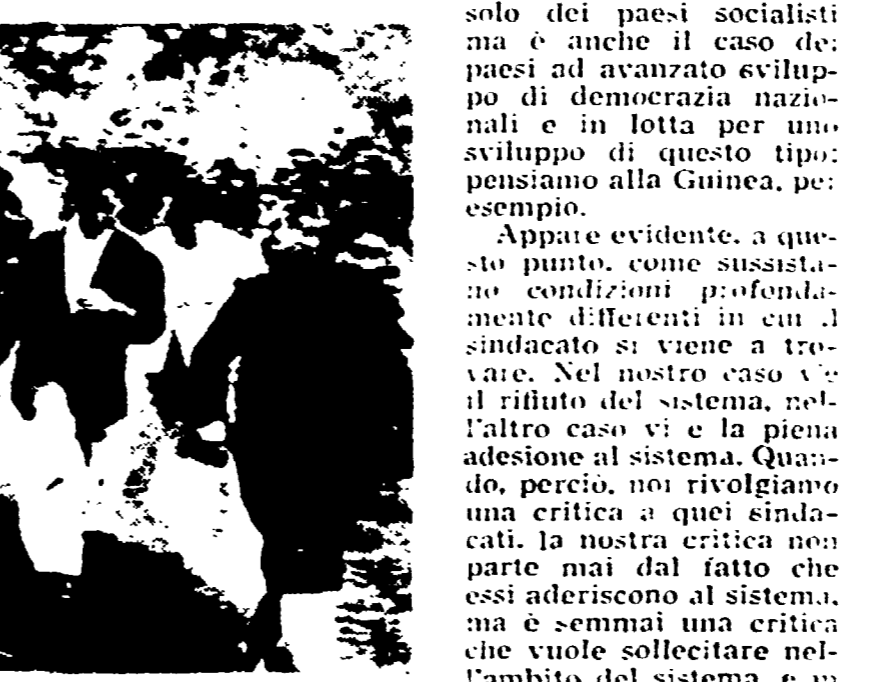 solo dei paesi socialisti
ma è anche il caso dei
paesi ad avanzato svilup-
po di democrazia nazio-
nali e in lotta per uno
sviluppo di questo tipo:
pensiamo alla Guinea, per
esempio.
Appare evidente, a que-
sto punto, come sussista-
no condizioni profonda-
mente differenti in cui il
sindacato si viene a tro-
vare. Nel nostro caso v'è
il rifiuto del sistema, nel-
l'altro caso vi è la piena
adesione al sistema. Quan-
do, perciò, noi rivolgiamo
una critica a quei sinda-
cati, la nostra critica non
parte mai dal fatto che
essi aderiscono al sistema,
ma è semmai una critica
che vuole sollecitare nel-
l'ambito del sistema, e in